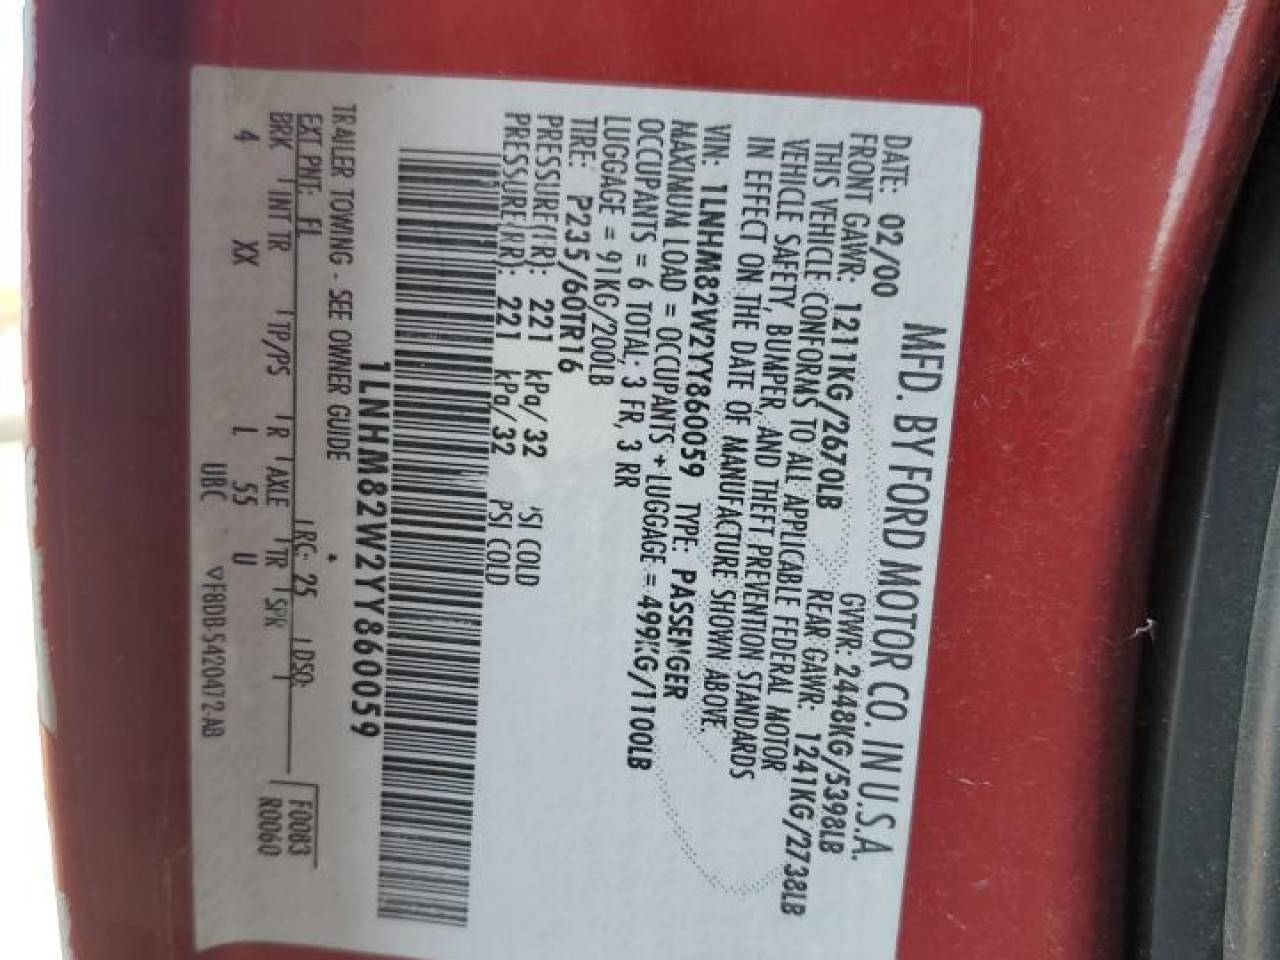 MFD. BY FORD MOTOR CO. IN U.S.A.
DATE: 02/00 GVWR: 2448KG/5398LB
FRONT GAWR: 1211KG/2670LB REAR GAWR: 1241KG/2738LB
THIS VEHICLE CONFORMS TO ALL APPLICABLE FEDERAL MOTOR
VEHICLE SAFETY, BUMPER, AND THEFT PREVENTION STANDARDS
IN EFFECT ON THE DATE OF MANUFACTURE SHOWN ABOVE.
VIN: 1LNHM82W2YY860059 TYPE: PASSENGER
MAXIMUM LOAD = OCCUPANTS + LUGGAGE = 499KG/1100LB
OCCUPANTS = 6 TOTAL; 3 FR, 3 RR
LUGGAGE = 91KG/200LB
TIRE: P235/60TR16
PRESSURE(FR): 221 kPa/32 PSI COLD
PRESSURE(RR): 221 kPa/32 PSI COLD
1LNHM82W2YY860059
TRAILER TOWING - SEE OWNER GUIDE
EXT PNT: FL RC: 25 DSO:
F0083
BRK INT TR TP/PS R AXLE TR SPR
R0060
4 XX L 55 U
UBC ▽F8DB-5420472-AB